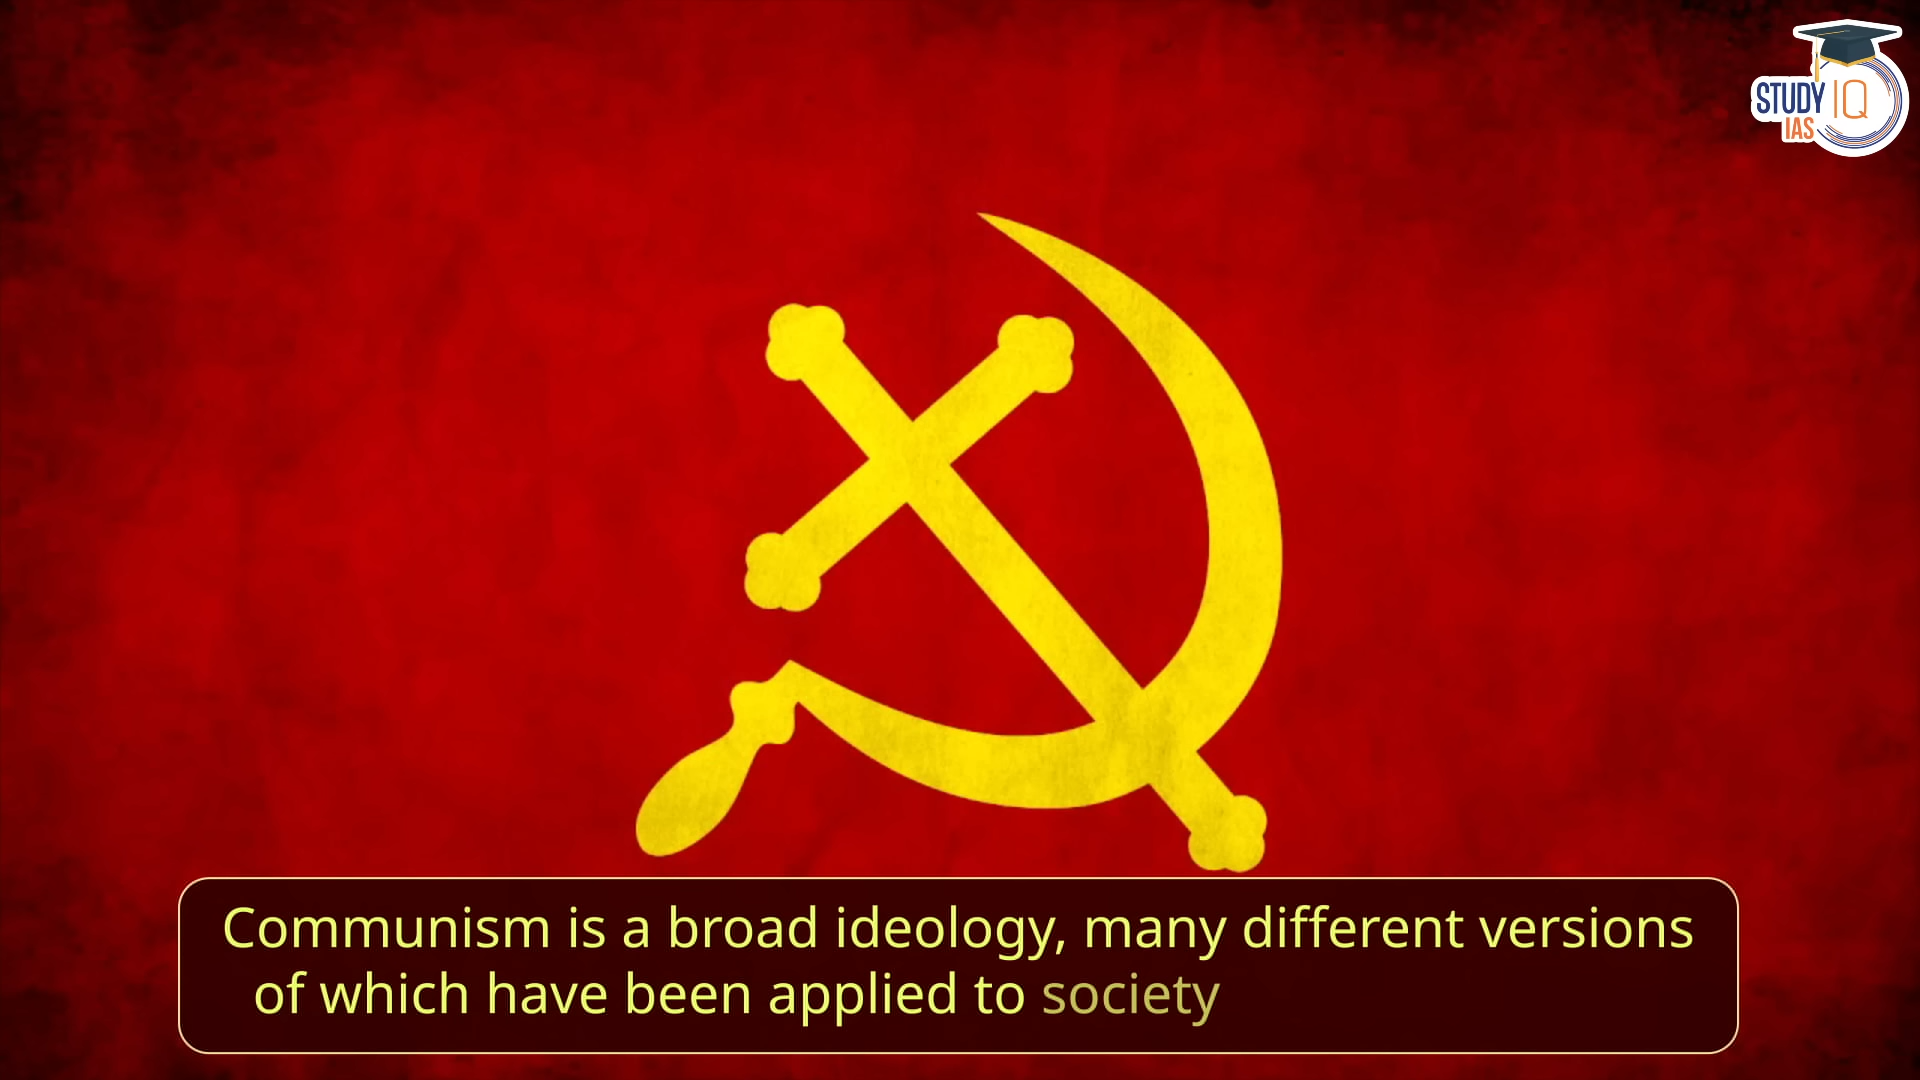 STUDY IQ
IAS
Communism is a broad ideology, many different versions
of which have been applied to society